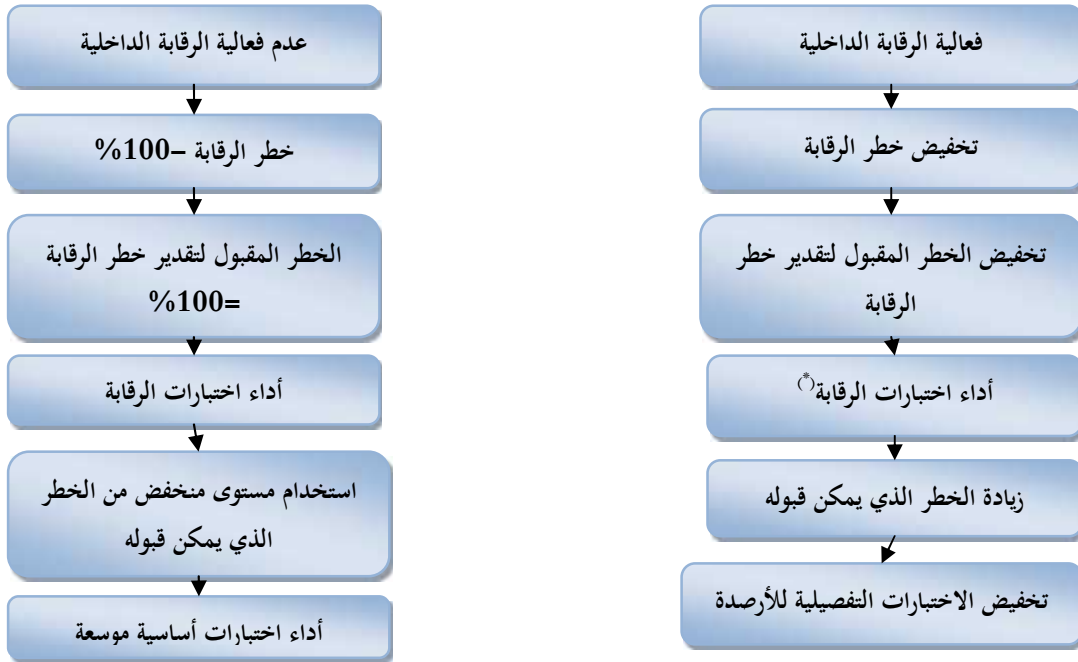 فعالية الرقابة الداخلية
تخفيض خطر الرقابة
تخفيض الخطر المقبول لتقدير خطر
الرقابة
أداء اختبارات الرقابة(*)
زيادة الخطر الذي يمكن قبوله
تخفيض الاختبارات التفصيلية للأرصدة
عدم فعالية الرقابة الداخلية
خطر الرقابة –100%
الخطر المقبول لتقدير خطر الرقابة
=100%
أداء اختبارات الرقابة
استخدام مستوى منخفض من الخطر
الذي يمكن قبوله
أداء اختبارات أساسية موسعة